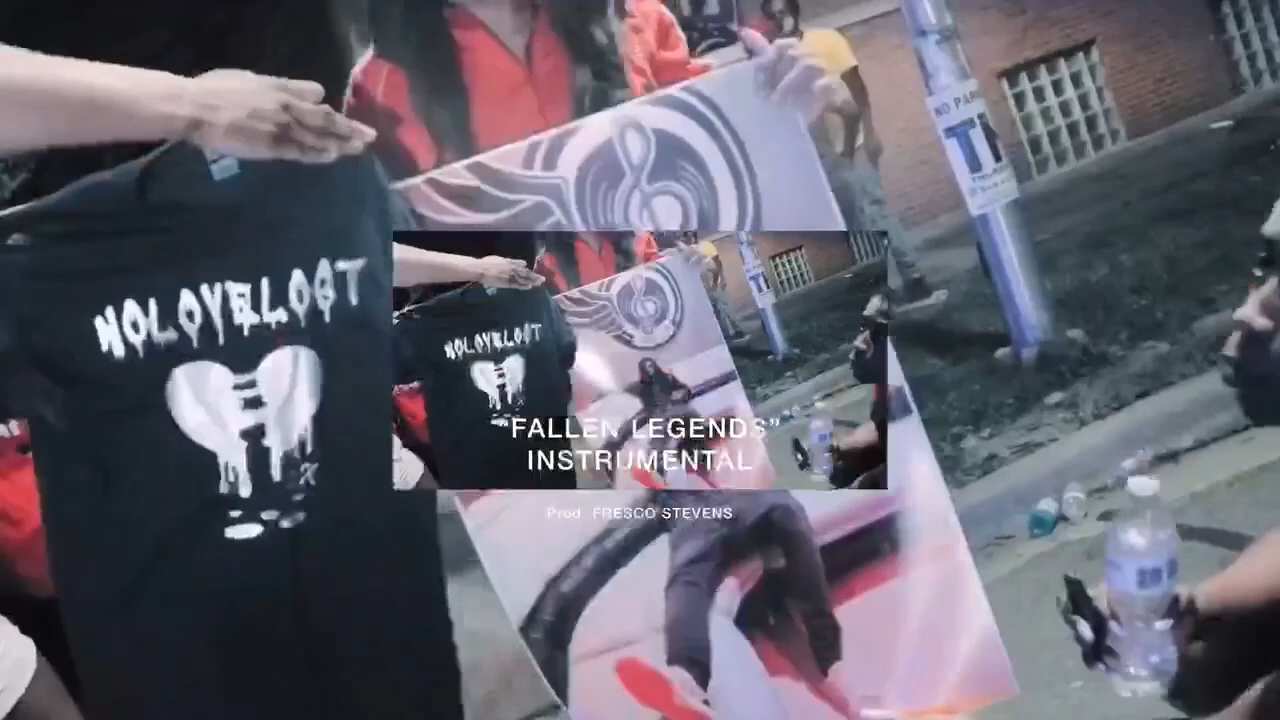 NOLOVELOST
NO PAR
NOLOVELOST
“FALLEN LEGENDS”
INSTRUMENTAL
Prod. FRESCO STEVENS